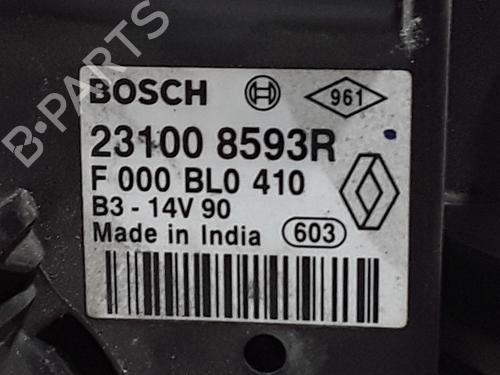 B-PARTS
BOSCH 961
23100 8593R
F 000 BL0 410
B3 - 14V 90
Made in India 603